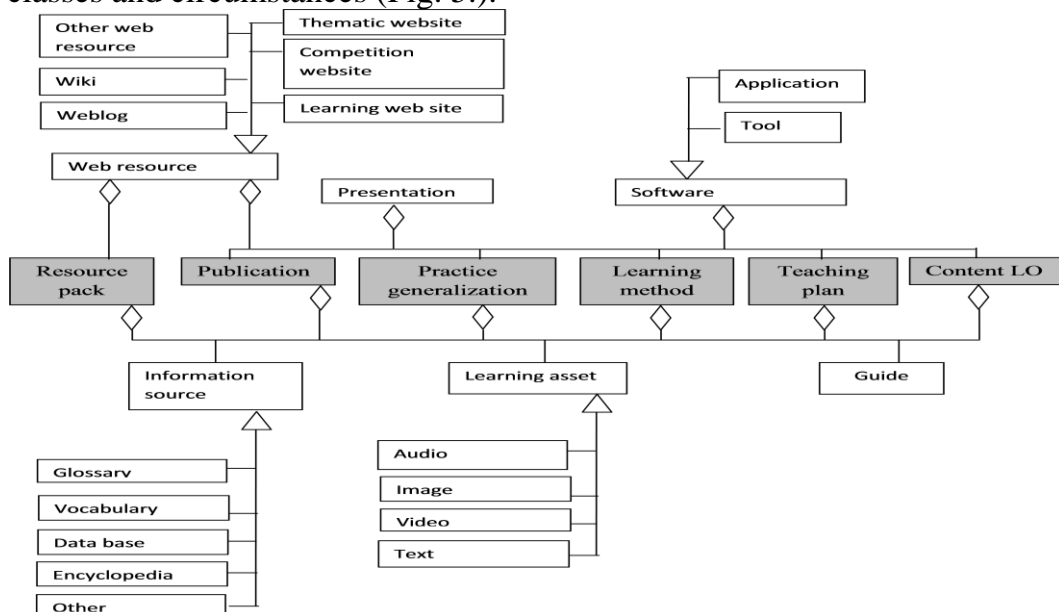 classes and circumstances (Fig. 3.).
Other web
resource
Wiki
Weblog
Thematic website
Competition
website
Learning web site
Application
Tool
Web resource
Presentation
Software
Resource
pack
Publication
Practice
generalization
Learning
method
Teaching
plan
Content LO
Information
source
Learning asset
Guide
Glossary
Vocabulary
Data base
Encyclopedia
Other
Audio
Image
Video
Text